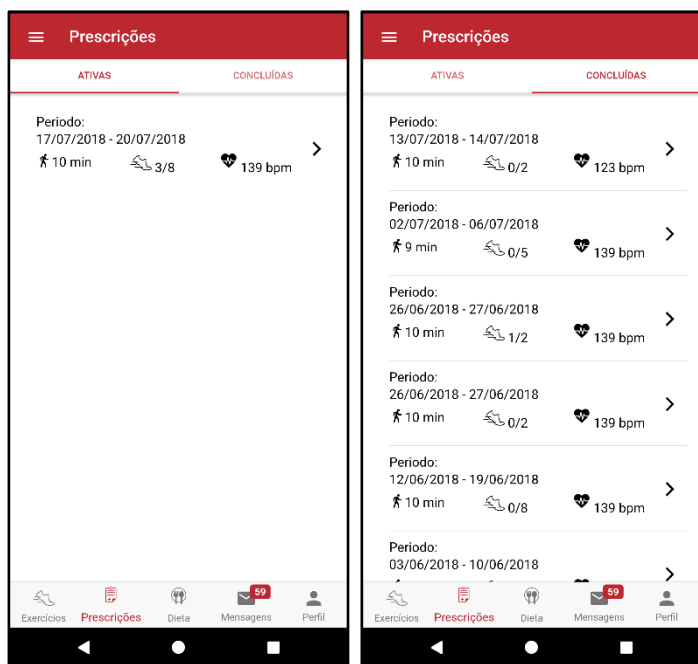 Prescrições
ATIVAS CONCLUÍDAS
Periodo:
17/07/2018 - 20/07/2018
10 min 3/8 139 bpm
Exercícios Prescrições Dieta 59 Mensagens Perfil
Prescrições
ATIVAS CONCLUÍDAS
Periodo:
13/07/2018 - 14/07/2018
10 min 0/2 123 bpm
Periodo:
02/07/2018 - 06/07/2018
9 min 0/5 139 bpm
Periodo:
26/06/2018 - 27/06/2018
10 min 1/2 139 bpm
Periodo:
26/06/2018 - 27/06/2018
10 min 0/2 139 bpm
Periodo:
12/06/2018 - 19/06/2018
10 min 0/8 139 bpm
Periodo:
03/06/2018 - 10/06/2018
Exercícios Prescrições Dieta 59 Mensagens Perfil